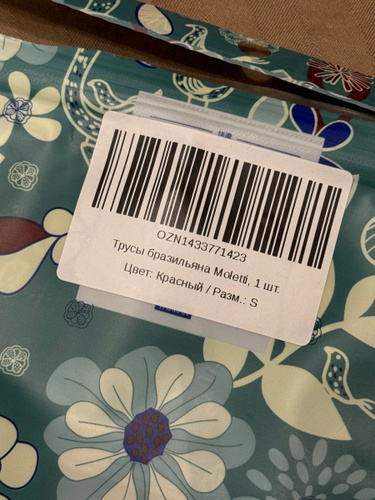 OZN1433771423
Трусы бразильяна Moletti, 1 шт.
Цвет: Красный / Разм.: S